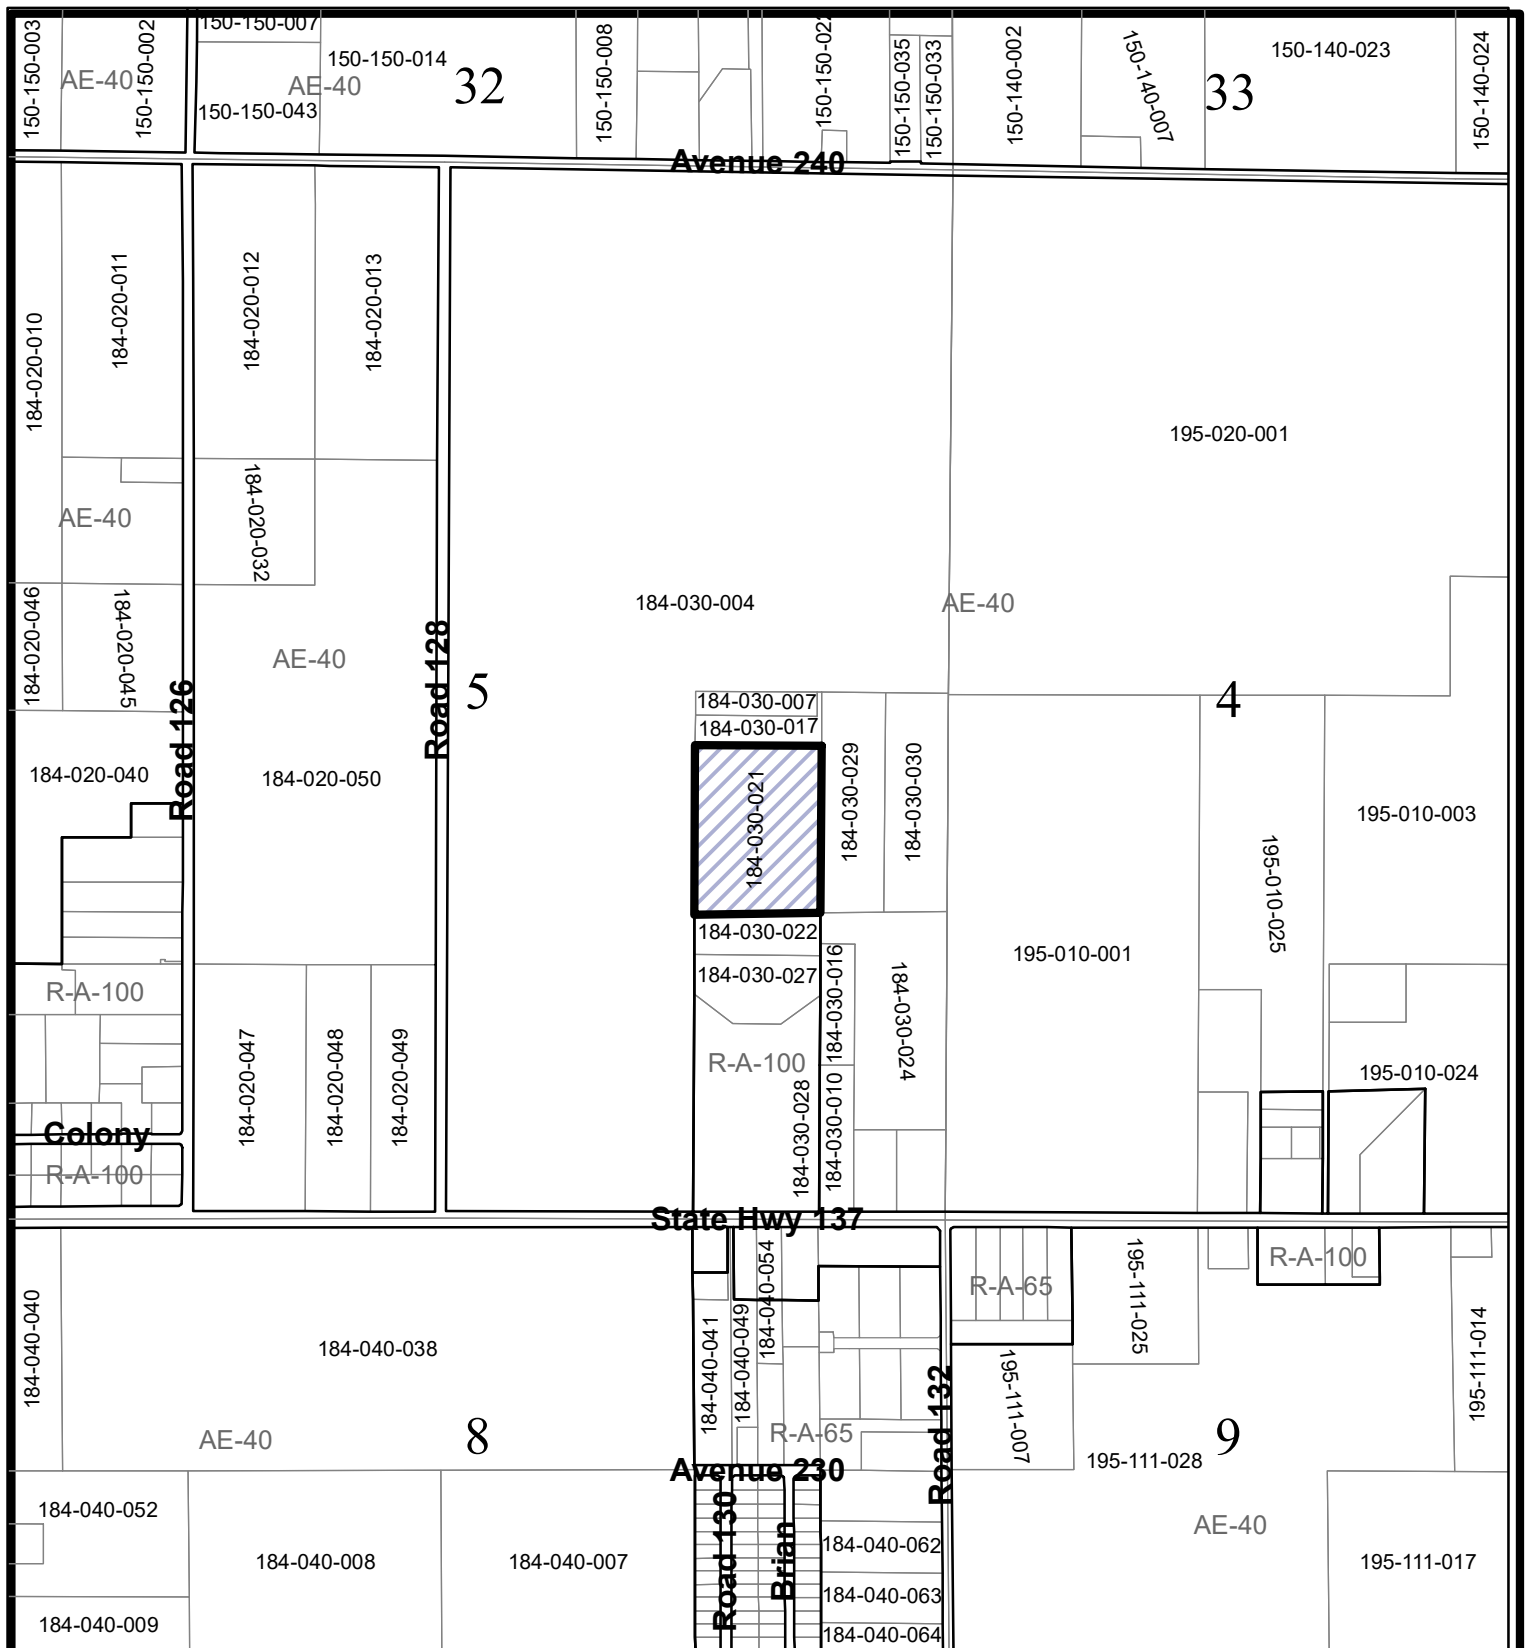 150-150-003
AE-40
150-150-002
150-150-007
150-150-014
AE-40
150-150-043
32
150-150-008
150-150-022
150-150-035
150-150-033
150-140-002
150-140-007
33
150-140-023
150-140-024
Avenue 240
184-020-010
184-020-011
184-020-012
184-020-013
195-020-001
AE-40
184-020-032
184-020-046
184-020-045
Road 126
AE-40
Road 128
5
184-030-004
AE-40
184-030-007
184-030-017
4
184-020-040
184-020-050
184-030-021
184-030-029
184-030-030
195-010-003
195-010-025
184-030-022
184-030-027
184-030-016
184-030-024
195-010-001
R-A-100
R-A-100
184-020-047
184-020-048
184-020-049
184-030-028
184-030-010
195-010-024
Colony
R-A-100
State Hwy 137
184-040-040
184-040-038
184-040-041
184-040-049
184-040-054
R-A-65
195-111-025
R-A-100
195-111-014
Road 132
195-111-007
AE-40
8
R-A-65
9
195-111-028
Avenue 230
184-040-052
184-040-008
184-040-007
Road 130
Brian
184-040-062
AE-40
195-111-017
184-040-063
184-040-009
184-040-064